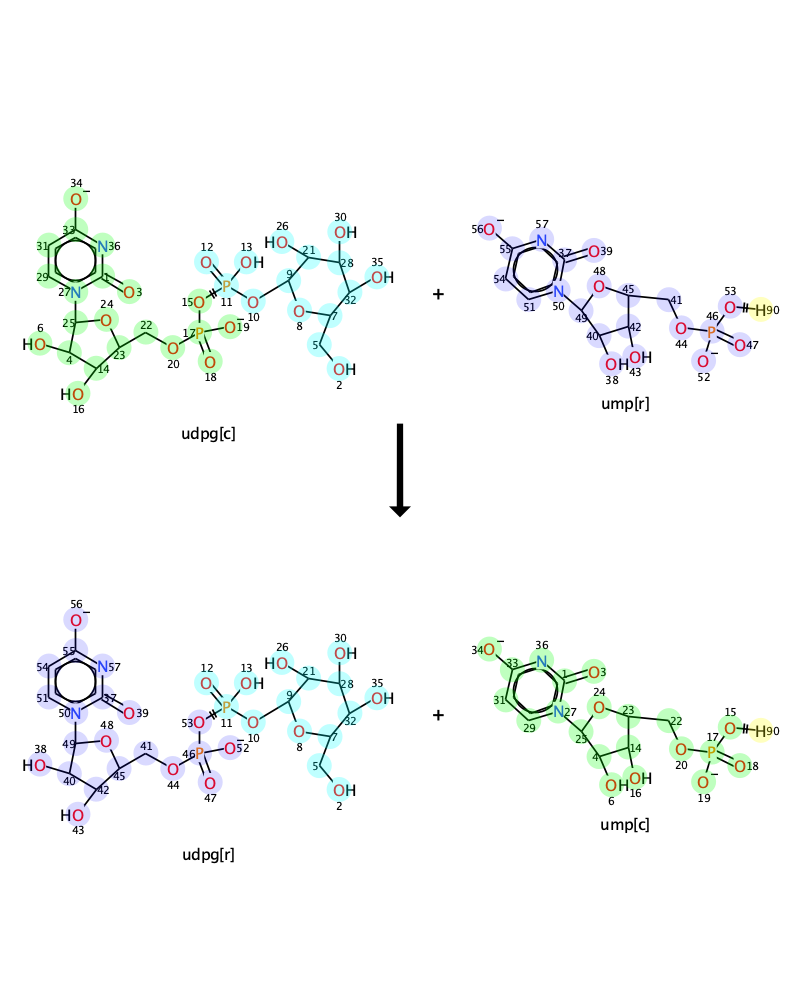 34
O −
33
31 N 36
29 1
27 N O 3
24
6 25 O 22
HO 4 23
14 O
HO 20
16
12 13
O OH
15 O P 11 O 10
17 P O − 19
O 18
26 30
HO 21 OH
28 35
9 OH
32
O 7
8
5
OH
2
udpg[c]
+
56 O − 57
55 N 37 O 39
54 48
51 N 50 O 45 41
49 53
40 42 O H 90
O 46 P
44 O 47
OH OH O −
38 43 52
ump[r]
56
O −
55
54 N 57
51 37
50 N O 39
48
38 49 O 41
HO 40 45
42 O
HO 44
43
12 13
O OH
53 O P 11 O 10
46 P O − 52
O 47
26 30
HO 21 OH
28 35
9 OH
32
O 7
8
5
OH
2
udpg[r]
+
34 O − 36
33 N 1 O 3
31 24
29 N 27 O 23 22
25 15
4 14 O H 90
O 17 P
20 O 18
OH OH O −
6 16 19
ump[c]